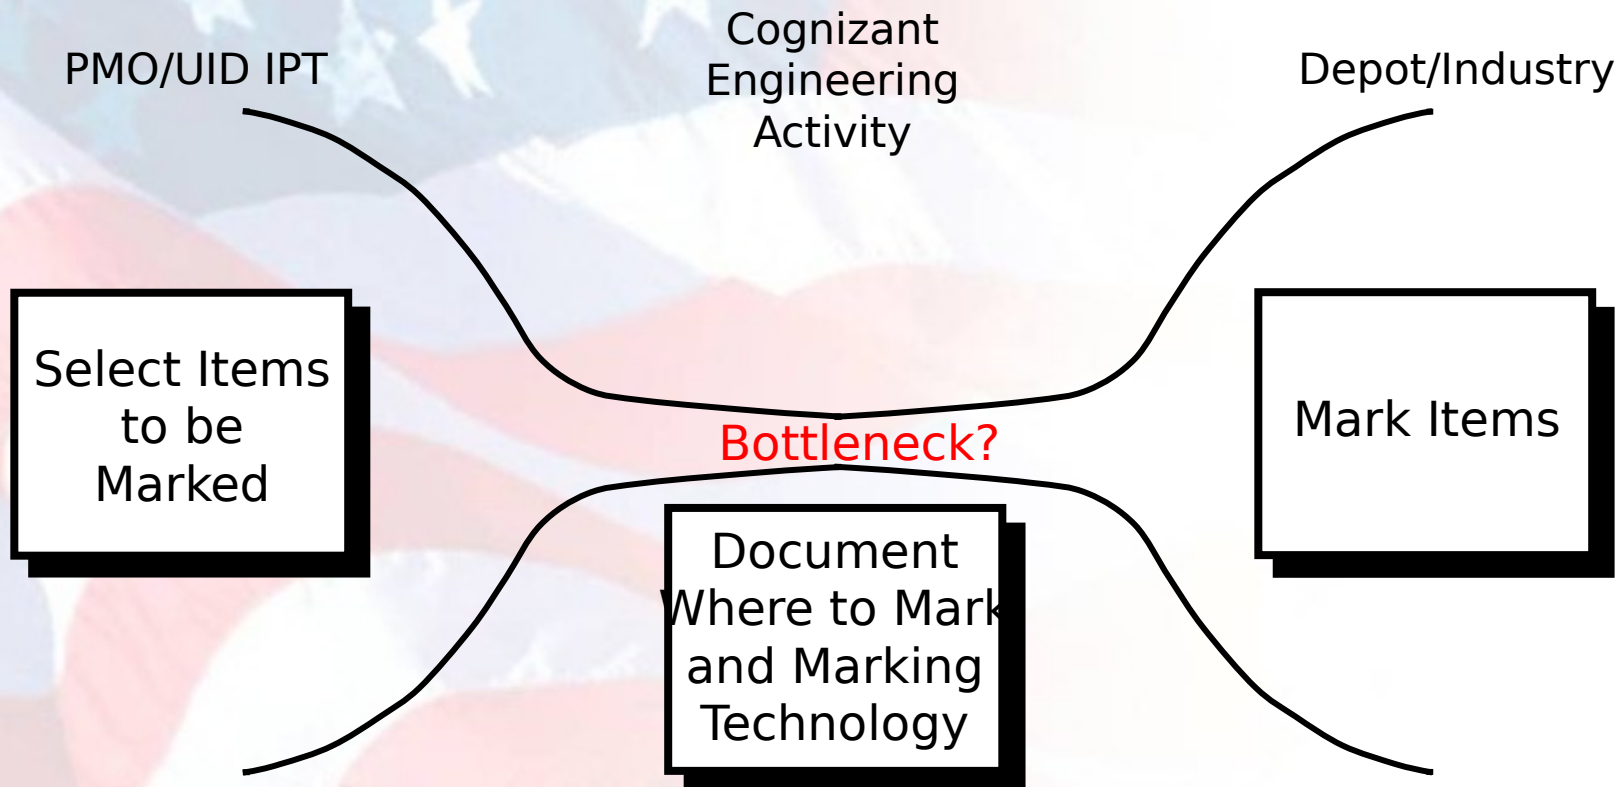 PMO/UID IPT
Cognizant
Engineering
Activity
Depot/Industry
Select Items
to be
Marked
Bottleneck?
Document
Where to Mark
and Marking
Technology
Mark Items